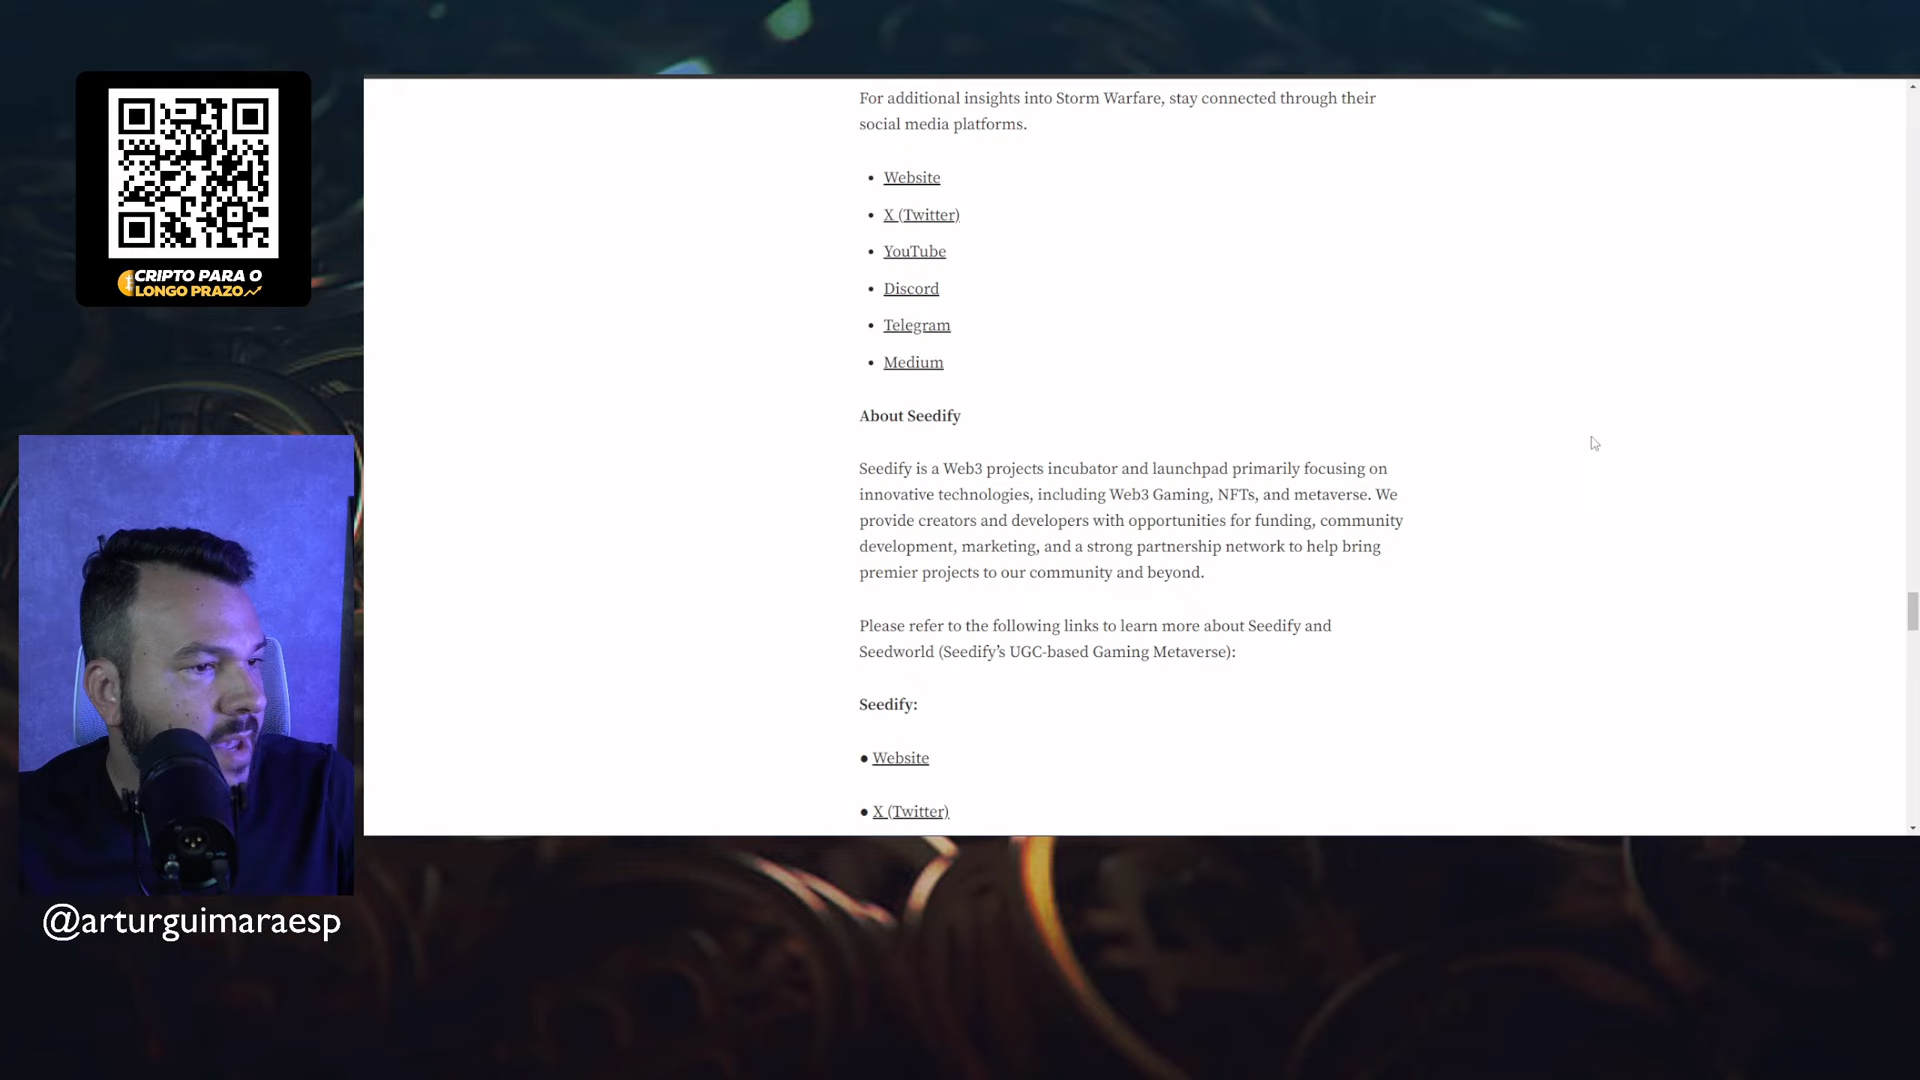 CRIPTO PARA O
LONGO PRAZO
@arturguimaraesp
For additional insights into Storm Warfare, stay connected through their
social media platforms.
• Website
• X (Twitter)
• YouTube
• Discord
• Telegram
• Medium
About Seedify
Seedify is a Web3 projects incubator and launchpad primarily focusing on
innovative technologies, including Web3 Gaming, NFTs, and metaverse. We
provide creators and developers with opportunities for funding, community
development, marketing, and a strong partnership network to help bring
premier projects to our community and beyond.
Please refer to the following links to learn more about Seedify and
Seedworld (Seedify’s UGC-based Gaming Metaverse):
Seedify:
● Website
● X (Twitter)